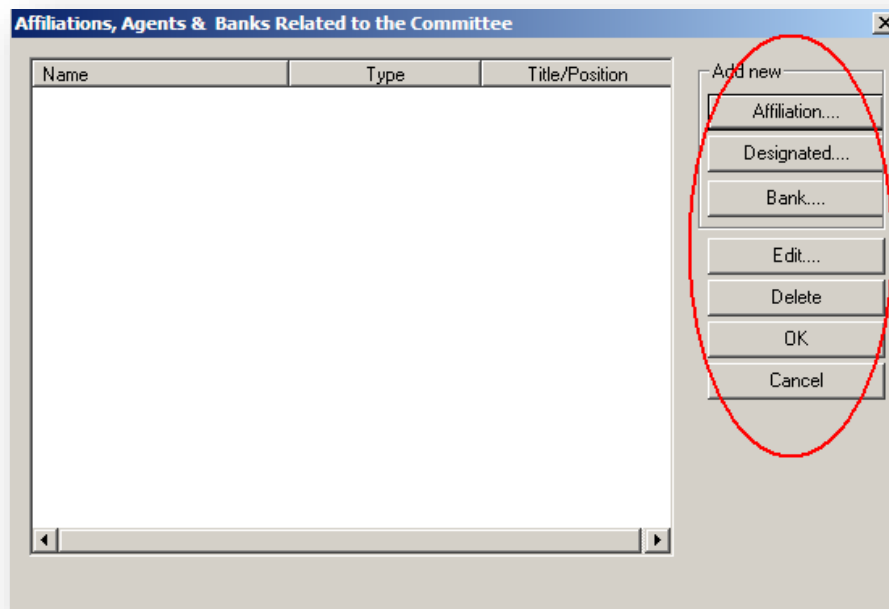 Affiliations, Agents & Banks Related to the Committee
Name Type Title/Position
Add new
Affiliation....
Designated....
Bank....
Edit....
Delete
OK
Cancel